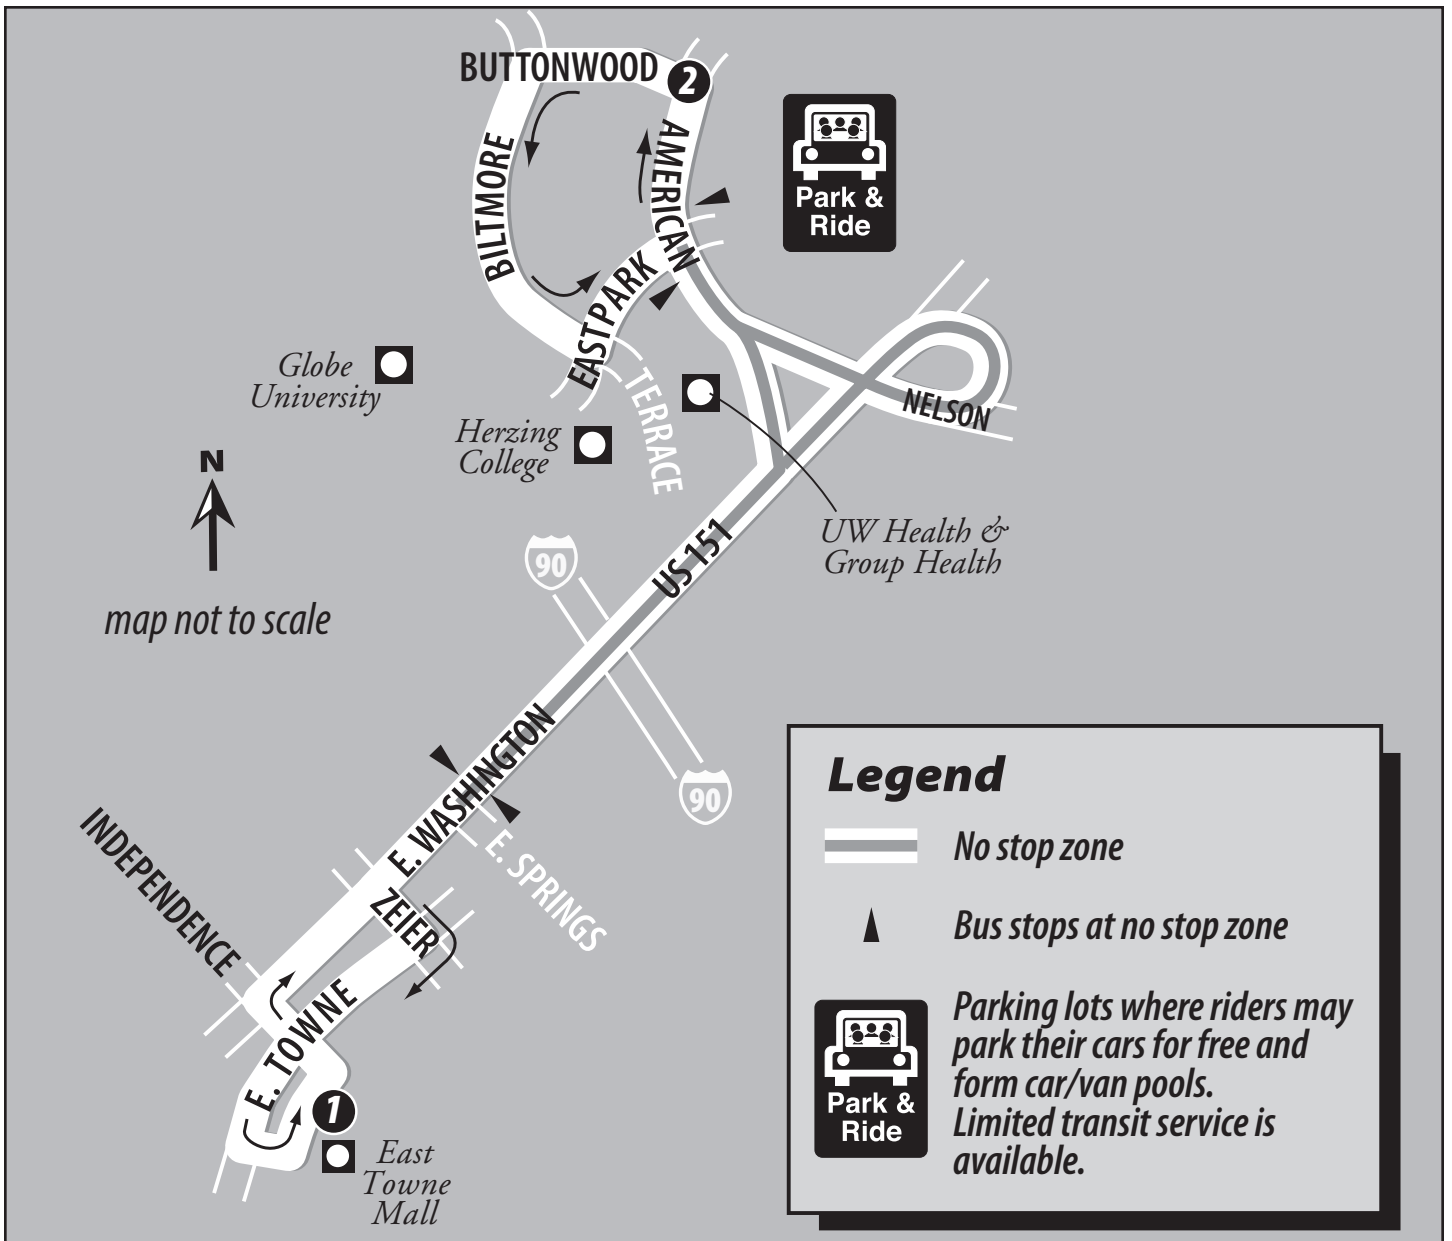 BUTTONWOOD
2
AMERICAN
BILTMORE
Park &
Ride
EASTPARK
Globe
University
TERRACE
NELSON
Herzing
College
N
UW Health &
Group Health
US 151
90
map not to scale
E. WASHINGTON
90
E. SPRINGS
INDEPENDENCE
ZEIER
E. TOWNE
1
East
Towne
Mall
Legend
No stop zone
Bus stops at no stop zone
Park &
Ride
Parking lots where riders may
park their cars for free and
form car/van pools.
Limited transit service is
available.